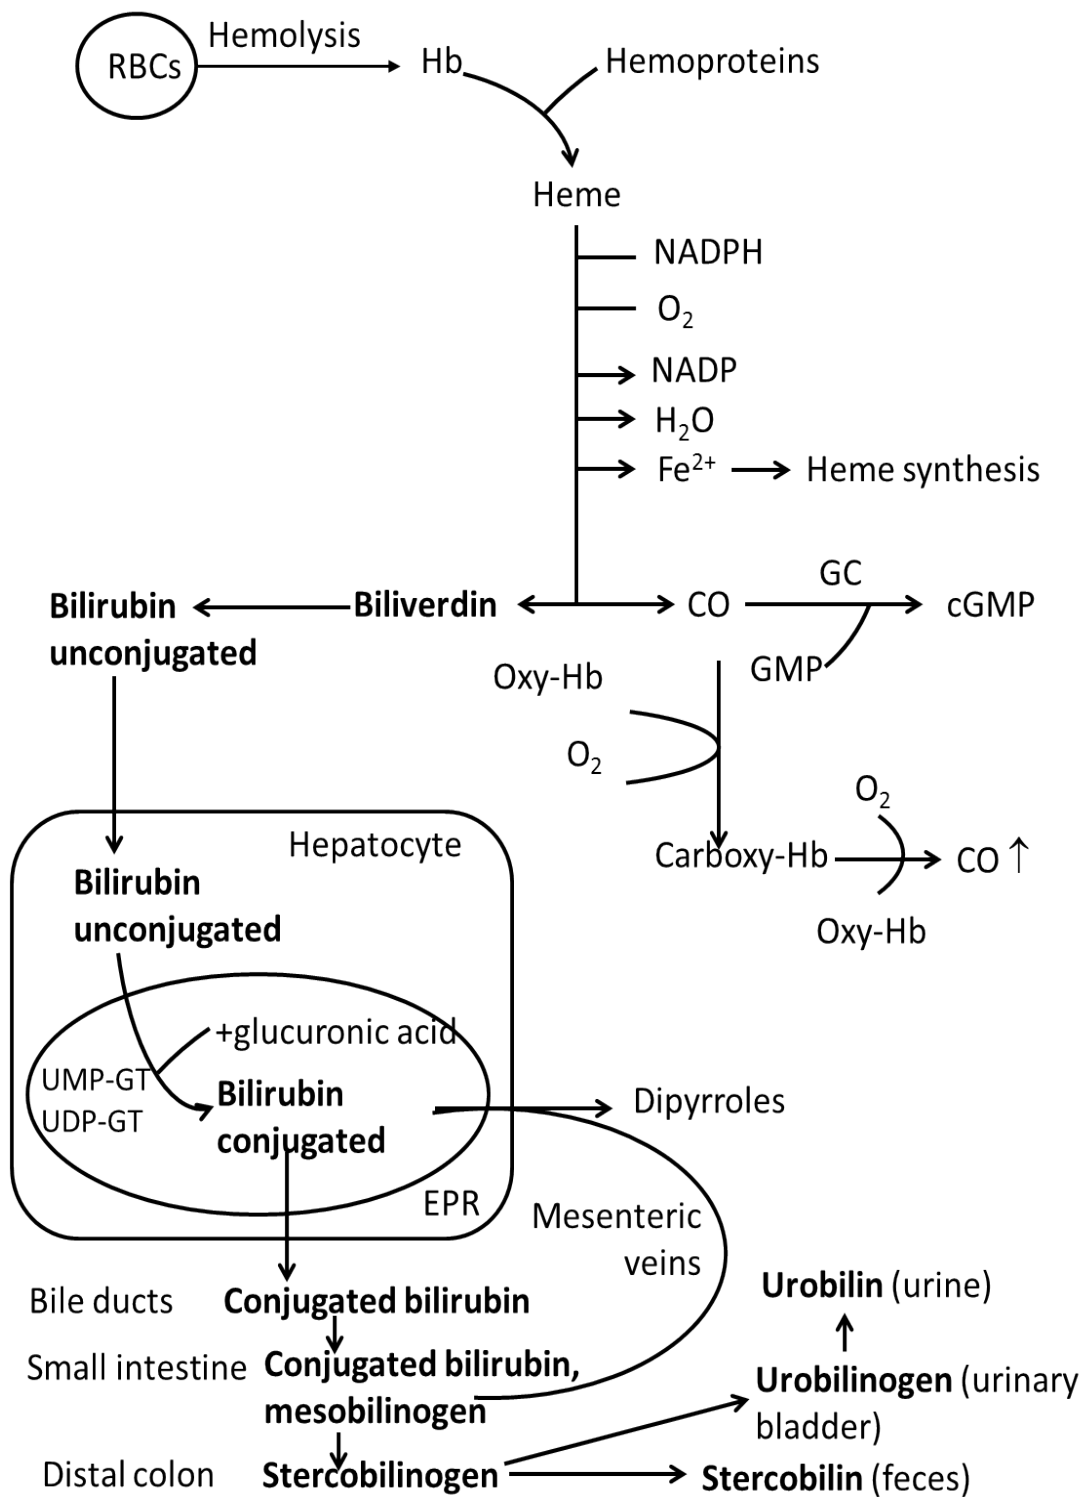 Hemolysis
RBCs
Hb
Hemoproteins
Heme
NADPH
O₂
NADP
H₂O
Fe²⁺
Heme synthesis
GC
Bilirubin
unconjugated
Biliverdin
CO
cGMP
GMP
Oxy-Hb
O₂
O₂
Carboxy-Hb
CO ↑
Oxy-Hb
Hepatocyte
Bilirubin
unconjugated
+glucuronic acid
UMP-GT
UDP-GT
Bilirubin
conjugated
EPR
Dipyrroles
Mesenteric
veins
Bile ducts
Conjugated bilirubin
Small intestine
Conjugated bilirubin,
mesobilinogen
Urobilin (urine)
Urobilinogen (urinary
bladder)
Distal colon
Stercobilinogen
Stercobilin (feces)